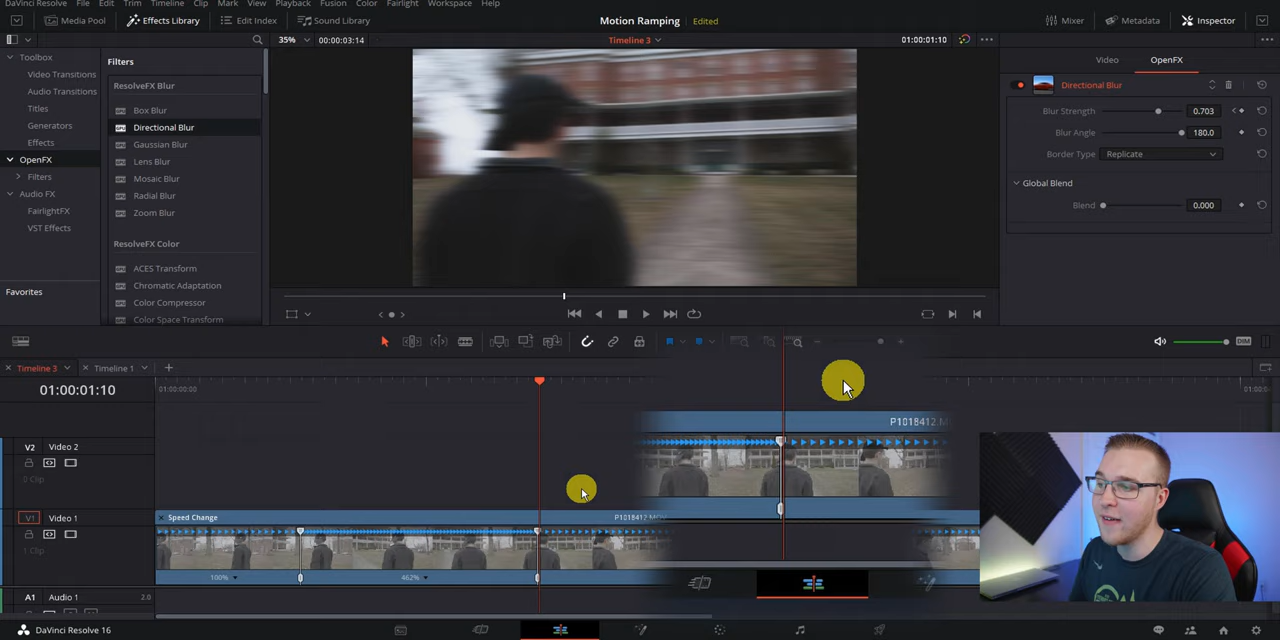 DaVinci Resolve File Edit Trim Timeline Clip Mark View Playback Fusion Color Fairlight Workspace Help
Media Pool Effects Library Edit Index Sound Library Motion Ramping Edited Mixer Metadata Inspector
35% 00:00:03:14 Timeline 3 01:00:01:10
Toolbox
Video Transitions
Audio Transitions
Titles
Generators
Effects
OpenFX
Filters
Audio FX
FairlightFX
VST Effects
Favorites
Filters
ResolveFX Blur
Box Blur
Directional Blur
Gaussian Blur
Lens Blur
Mosaic Blur
Radial Blur
Zoom Blur
ResolveFX Color
ACES Transform
Chromatic Adaptation
Color Compressor
Color Space Transform
Video OpenFX
Directional Blur
Blur Strength 0.703
Blur Angle 180.0
Border Type Replicate
Global Blend
Blend 0.000
DIM
Timeline 3 Timeline 1
01:00:01:10 01:00:00:00
V2 Video 2
0 Clip
P1018412.M
V1 Video 1
1 Clip
Speed Change P1018412.MOV
100% 462%
A1 Audio 1 2.0
DaVinci Resolve 16